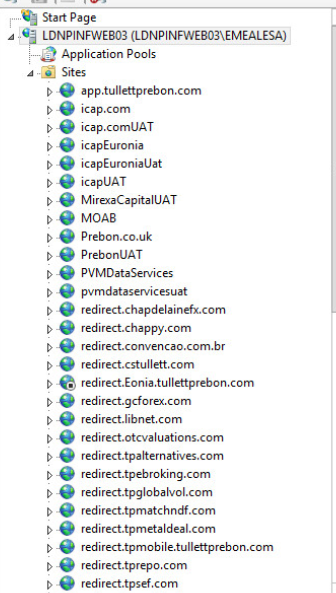 Start Page
LDNPINFWEB03 (LDNPINFWEB03\EMEALESA)
Application Pools
Sites
app.tullettprebon.com
icap.com
icap.comUAT
icapEuronia
icapEuroniaUat
icapUAT
MirexaCapitalUAT
MOAB
Prebon.co.uk
PrebonUAT
PVMDataServices
pvmdataservicesuat
redirect.chapdelainefx.com
redirect.chappy.com
redirect.convencao.com.br
redirect.cstullett.com
redirect.Eonia.tullettprebon.com
redirect.gcforex.com
redirect.libnet.com
redirect.otcvaluations.com
redirect.tpalternatives.com
redirect.tpebroking.com
redirect.tpglobalvol.com
redirect.tpmatchndf.com
redirect.tpmetaldeal.com
redirect.tpmobile.tullettprebon.com
redirect.tprepo.com
redirect.tpsef.com